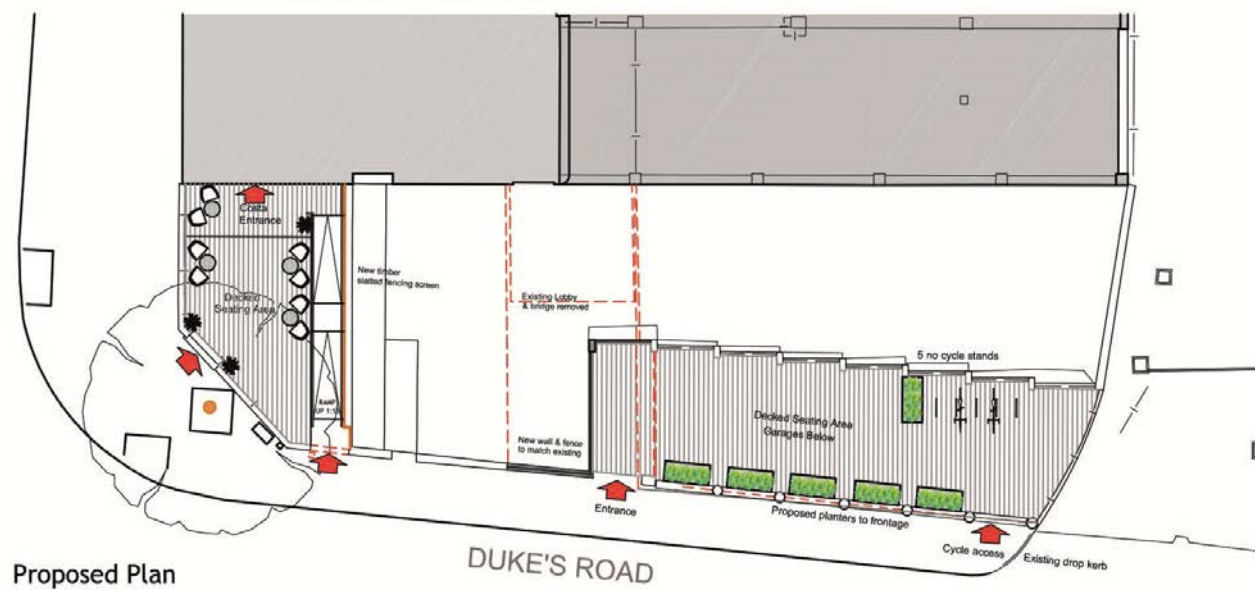 Costa
Entrance
New timber
slatted fencing screen
Decked
Seating Area
Existing Lobby
& bridge removed
5 no cycle stands
RAMP
UP 1:15
Decked Seating Area
Garages Below
New wall & fence
to match existing
Entrance
Proposed planters to frontage
Cycle access
Existing drop kerb
DUKE'S ROAD
Proposed Plan